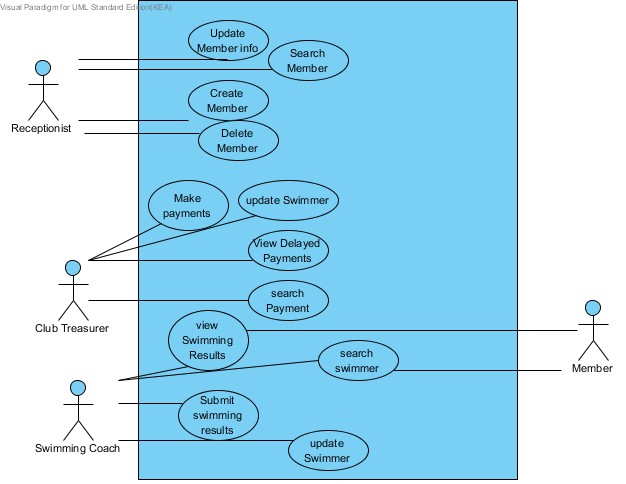 Visual Paradigm for UML Standard Edition(KEA)
Update
Member info
Search
Member
Create
Member
Receptionist
Delete
Member
Make
payments
update Swimmer
View Delayed
Payments
search
Payment
Club Treasurer
view
Swimming
Results
search
swimmer
Member
Submit
swimming
results
Swimming Coach
update
Swimmer